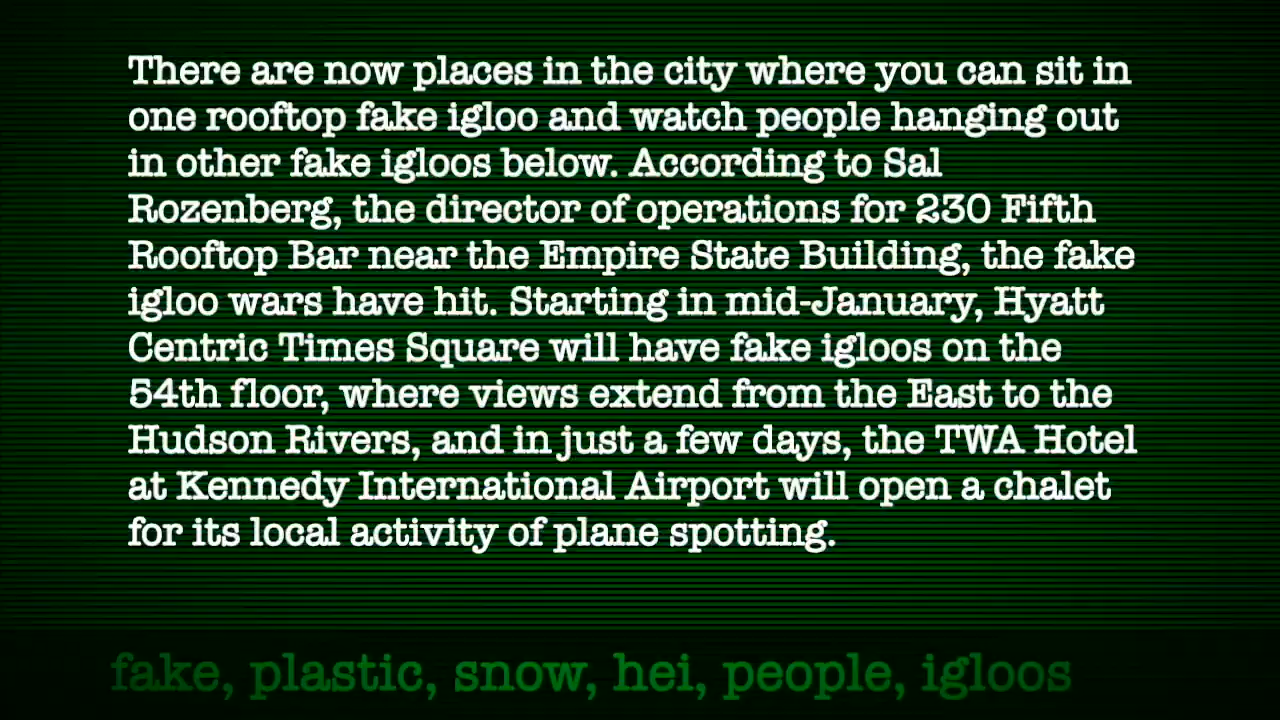 There are now places in the city where you can sit in
one rooftop fake igloo and watch people hanging out
in other fake igloos below. According to Sal
Rozenberg, the director of operations for 230 Fifth
Rooftop Bar near the Empire State Building, the fake
igloo wars have hit. Starting in mid-January, Hyatt
Centric Times Square will have fake igloos on the
54th floor, where views extend from the East to the
Hudson Rivers, and in just a few days, the TWA Hotel
at Kennedy International Airport will open a chalet
for its local activity of plane spotting.
fake, plastic, snow, hei, people, igloos